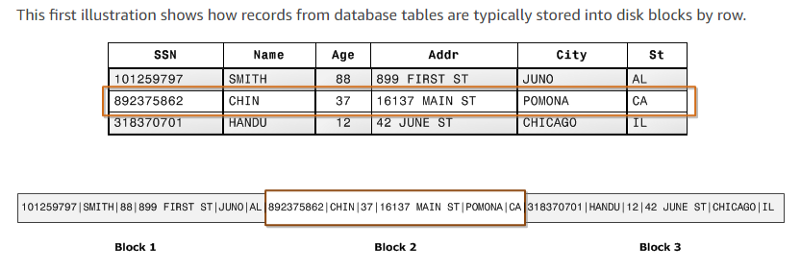 This first illustration shows how records from database tables are typically stored into disk blocks by row.
SSN Name Age Addr City St
101259797 SMITH 88 899 FIRST ST JUNO AL
892375862 CHIN 37 16137 MAIN ST POMONA CA
318370701 HANDU 12 42 JUNE ST CHICAGO IL
101259797|SMITH|88|899 FIRST ST|JUNO|AL 892375862|CHIN|37|16137 MAIN ST|POMONA|CA 318370701|HANDU|12|42 JUNE ST|CHICAGO|IL
Block 1 Block 2 Block 3